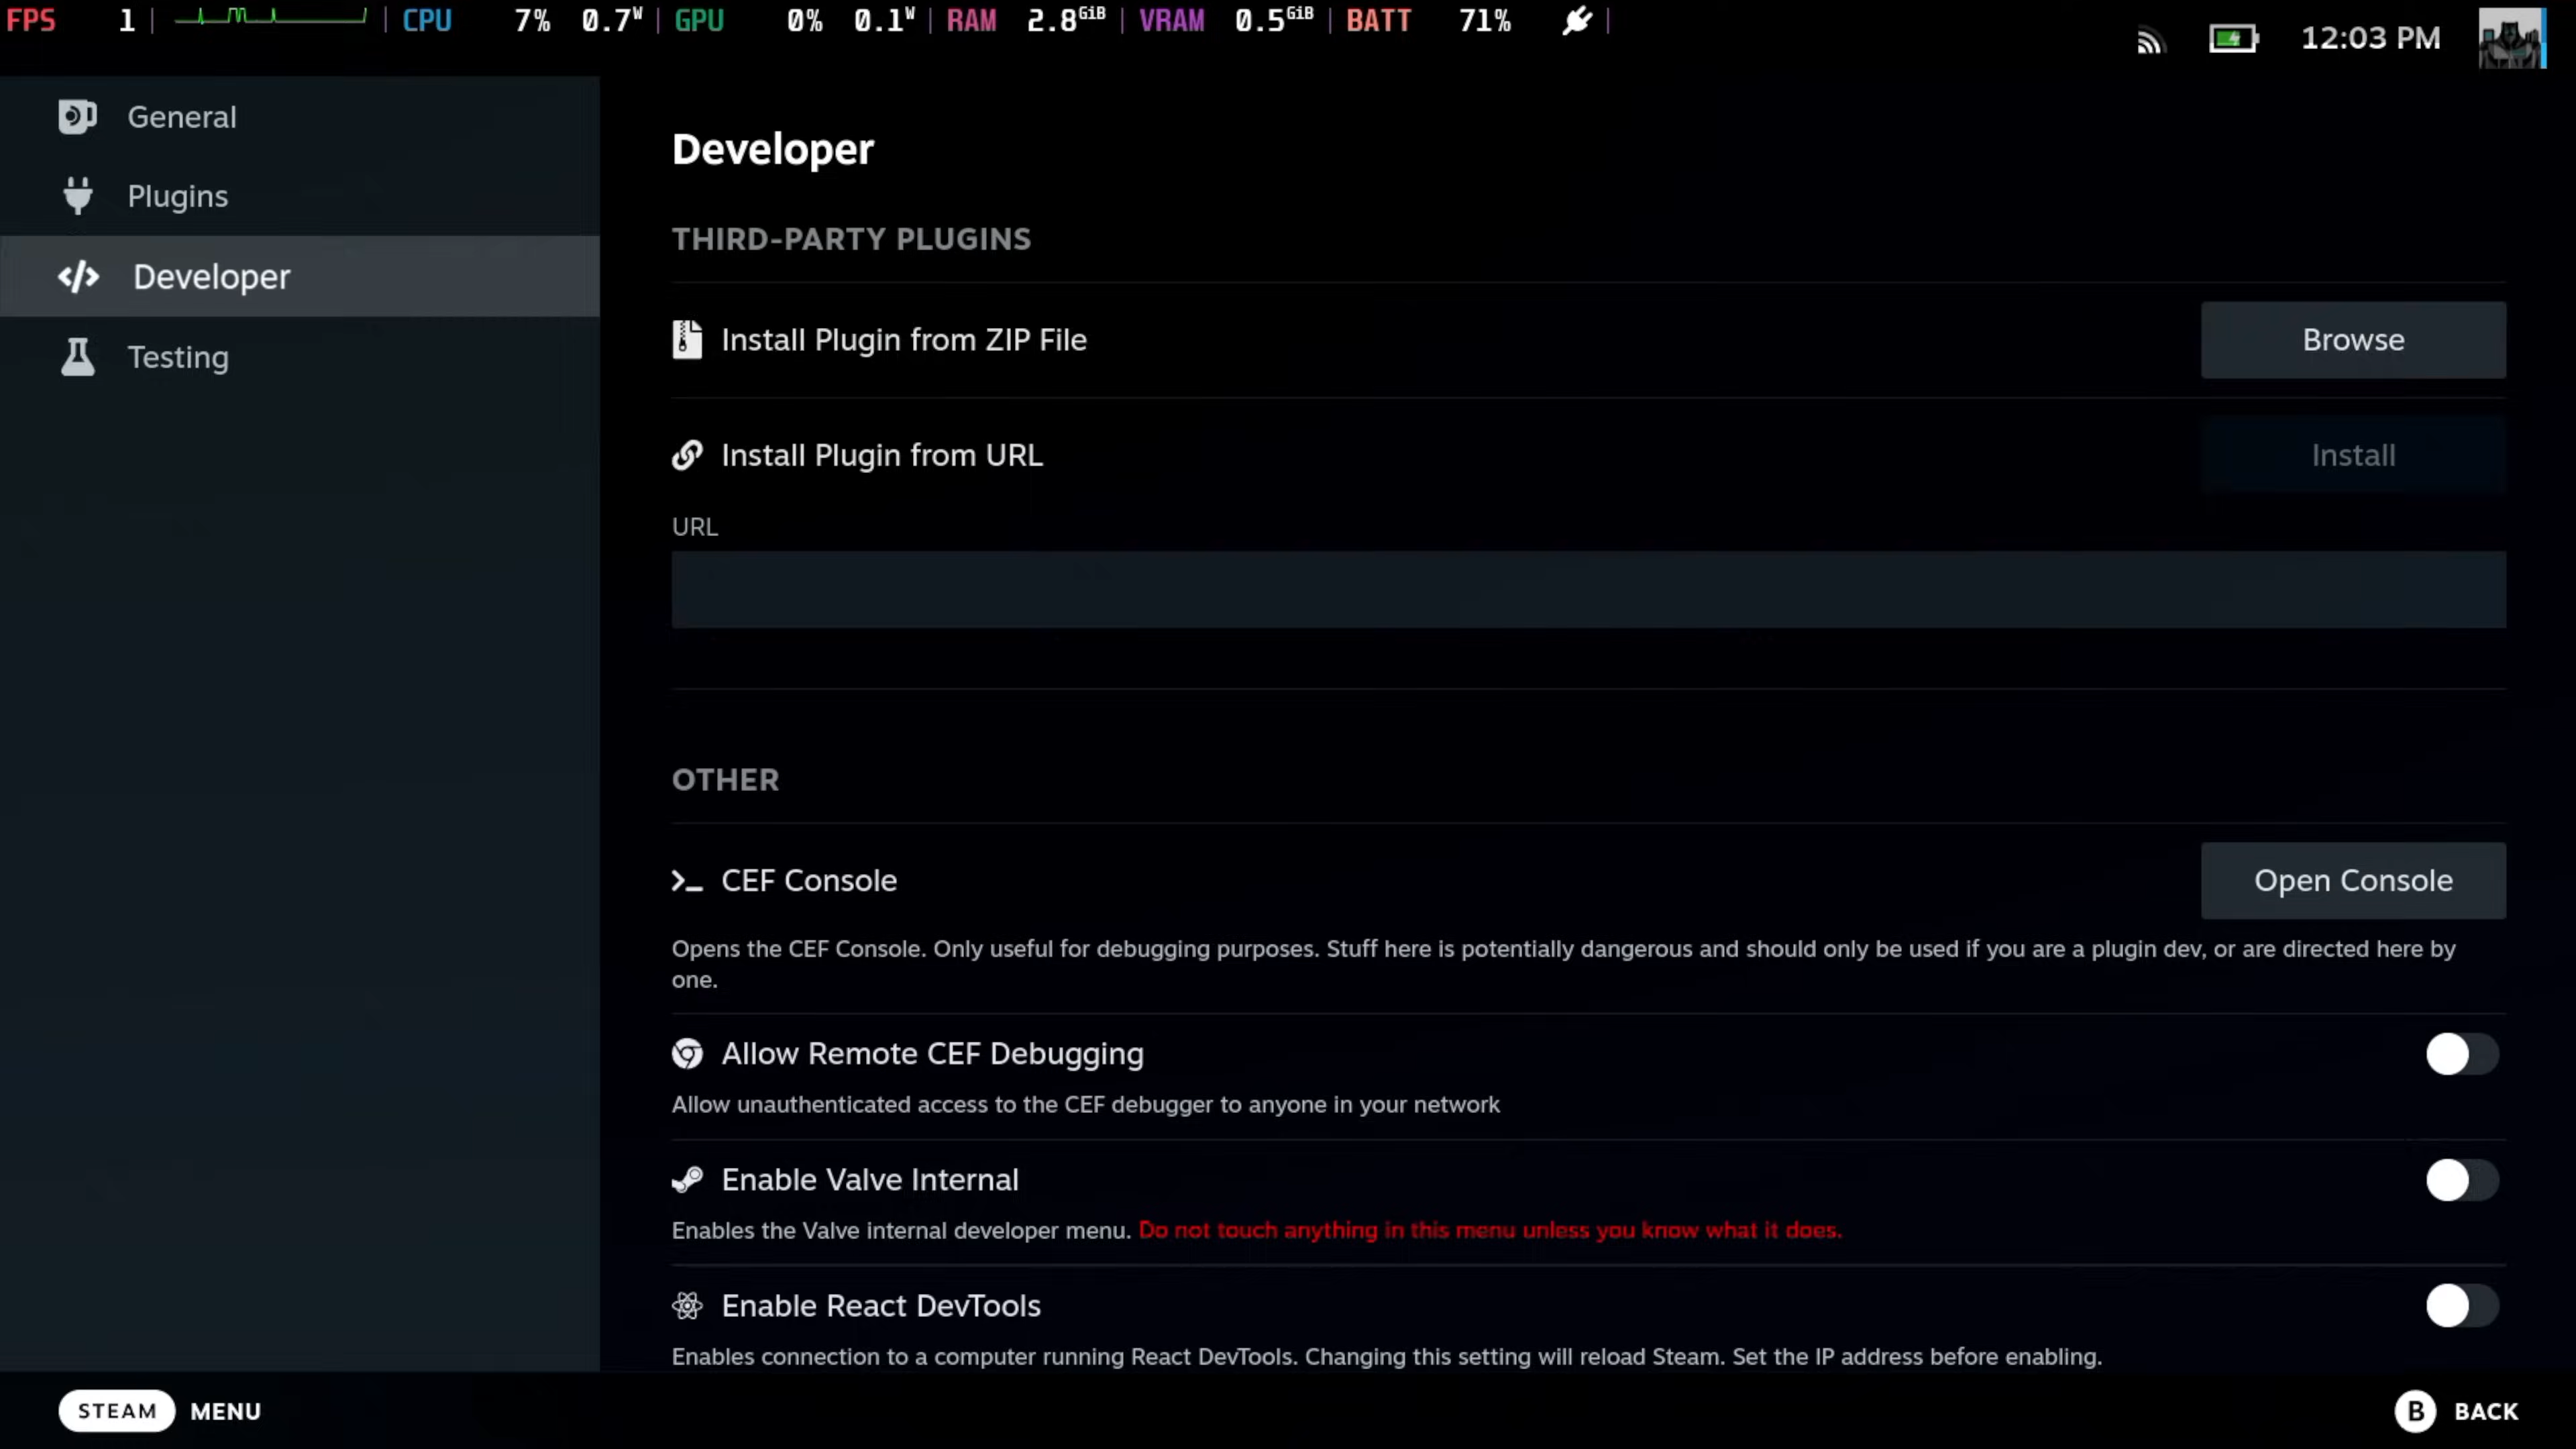 FPS 1 | CPU 7% 0.7W | GPU 0% 0.1W | RAM 2.8GiB | VRAM 0.5GiB | BATT 71% |
12:03 PM
General
Plugins
Developer
Testing
Developer
THIRD-PARTY PLUGINS
Install Plugin from ZIP File
Browse
Install Plugin from URL
Install
URL
OTHER
CEF Console
Open Console
Opens the CEF Console. Only useful for debugging purposes. Stuff here is potentially dangerous and should only be used if you are a plugin dev, or are directed here by
one.
Allow Remote CEF Debugging
Allow unauthenticated access to the CEF debugger to anyone in your network
Enable Valve Internal
Enables the Valve internal developer menu. Do not touch anything in this menu unless you know what it does.
Enable React DevTools
Enables connection to a computer running React DevTools. Changing this setting will reload Steam. Set the IP address before enabling.
STEAM MENU
B BACK